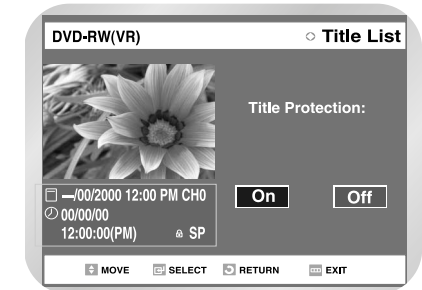 DVD-RW(VR) Title List
Title Protection:
—/00/2000 12:00 PM CH0
00/00/00
12:00:00(PM) SP
On Off
MOVE SELECT RETURN EXIT